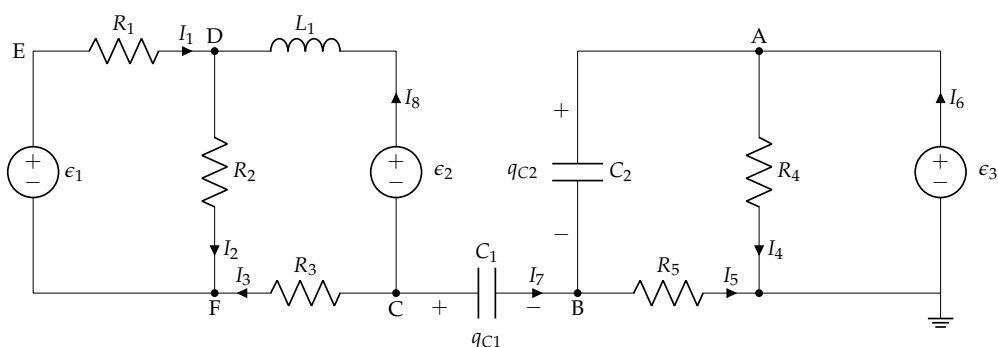 R1
I1
D
L1
A
E
I8
I6
+
−
ϵ1
R2
+
−
ϵ2
+
qC2
C2
−
R4
+
−
ϵ3
I2
I3
R3
C1
I7
R5
I5
I4
F
C
+
−
B
qC1